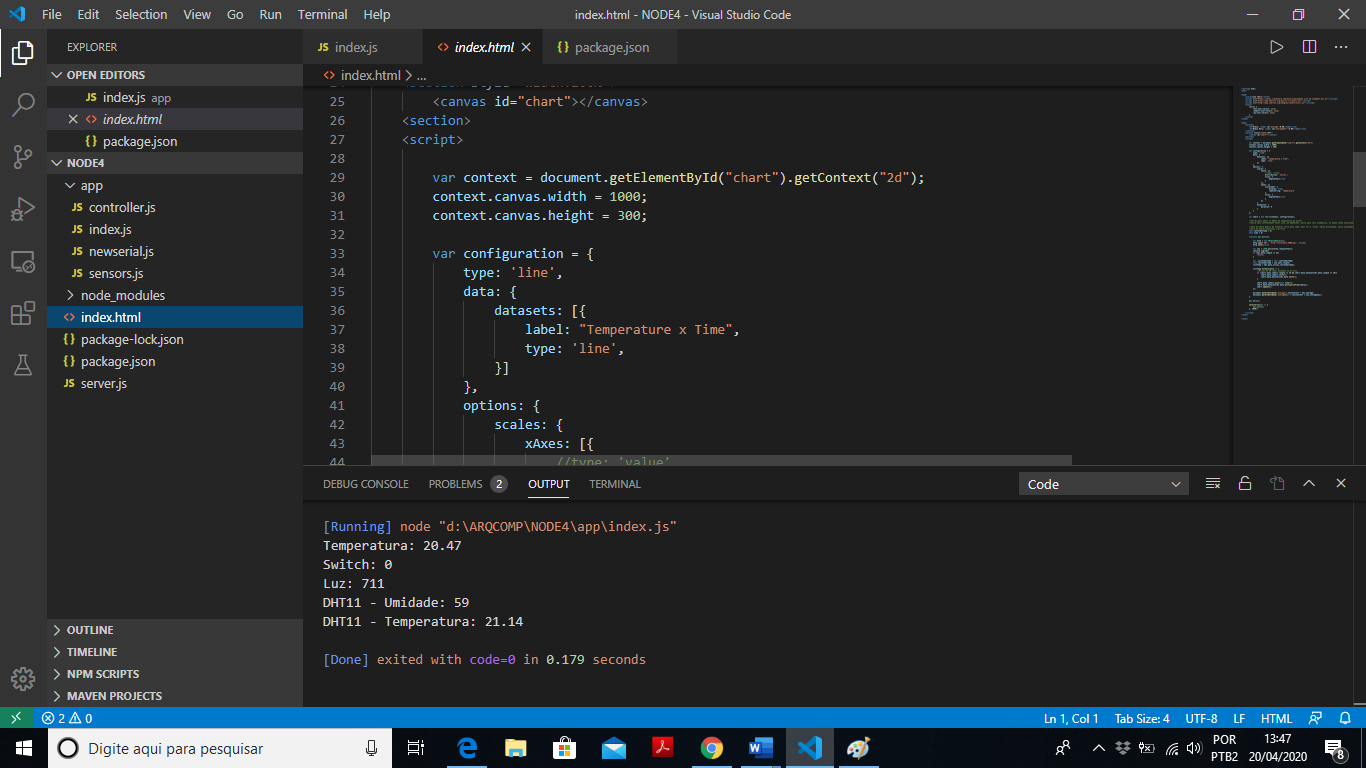 File Edit Selection View Go Run Terminal Help
index.html - NODE4 - Visual Studio Code
EXPLORER
OPEN EDITORS
JS index.js app
index.html
{} package.json
NODE4
app
JS controller.js
JS index.js
JS newserial.js
JS sensors.js
node_modules
index.html
{} package-lock.json
{} package.json
JS server.js
OUTLINE
TIMELINE
NPM SCRIPTS
MAVEN PROJECTS
JS index.js
index.html
{} package.json
index.html > ...
25 <canvas id="chart"></canvas>
26 <section>
27 <script>
28
29 var context = document.getElementById("chart").getContext("2d");
30 context.canvas.width = 1000;
31 context.canvas.height = 300;
32
33 var configuration = {
34 type: 'line',
35 data: {
36 datasets: [{
37 label: "Temperature x Time",
38 type: 'line',
39 }]
40 },
41 options: {
42 scales: {
43 xAxes: [{
44 //type: 'value'
DEBUG CONSOLE PROBLEMS 2 OUTPUT TERMINAL
Code
[Running] node "d:\ARQCOMP\NODE4\app\index.js"
Temperatura: 20.47
Switch: 0
Luz: 711
DHT11 - Umidade: 59
DHT11 - Temperatura: 21.14
[Done] exited with code=0 in 0.179 seconds
2 0
Ln 1, Col 1 Tab Size: 4 UTF-8 LF HTML
Digite aqui para pesquisar
POR
PTB2
13:47
20/04/2020
8